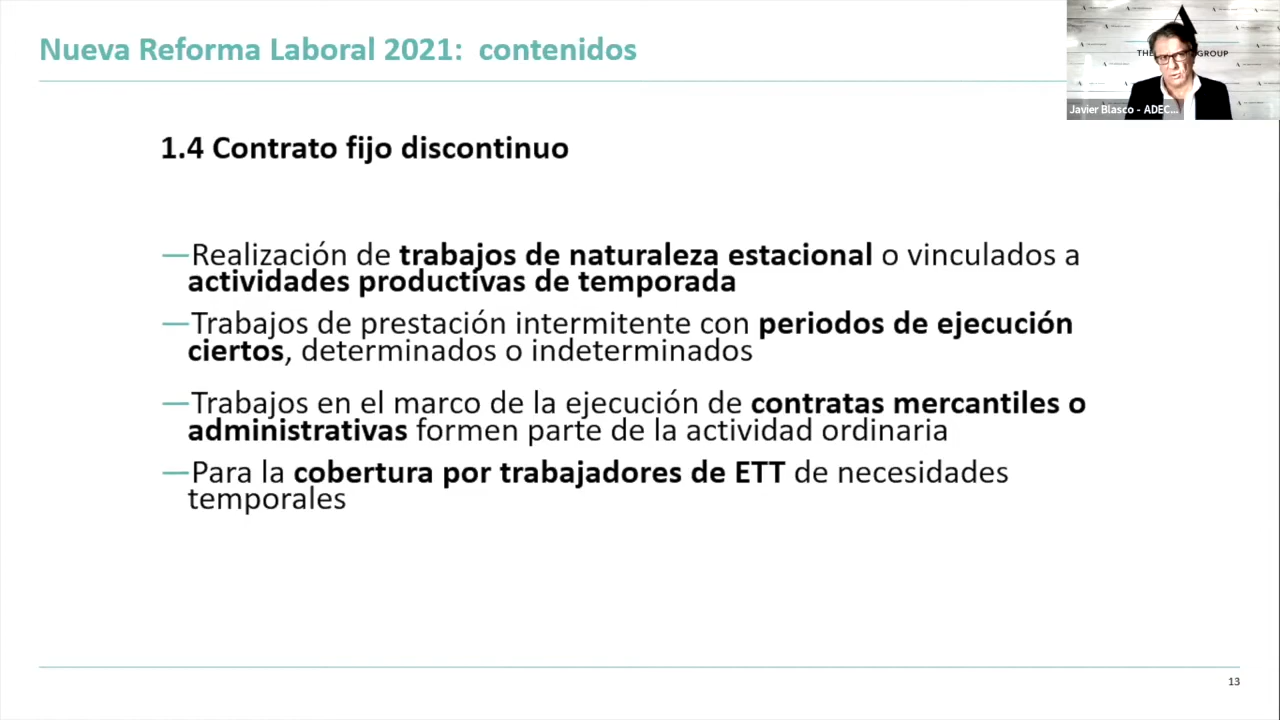 Nueva Reforma Laboral 2021: contenidos
THE GROUP
Javier Blasco - ADEC...
1.4 Contrato fijo discontinuo
—Realización de trabajos de naturaleza estacional o vinculados a
actividades productivas de temporada
—Trabajos de prestación intermitente con periodos de ejecución
ciertos, determinados o indeterminados
—Trabajos en el marco de la ejecución de contratas mercantiles o
administrativas formen parte de la actividad ordinaria
—Para la cobertura por trabajadores de ETT de necesidades
temporales
13